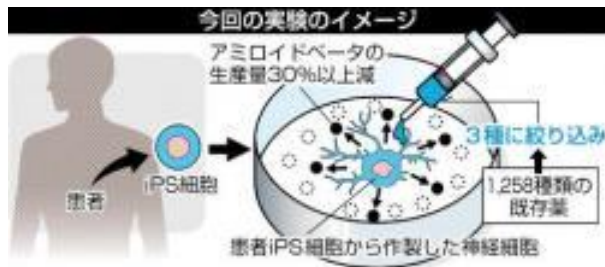 今回の実験のイメージ
アミロイドベータの
生産量30%以上減
3種に絞り込み
iPS細胞
患者
1,258種類の
既存薬
患者iPS細胞から作製した神経細胞